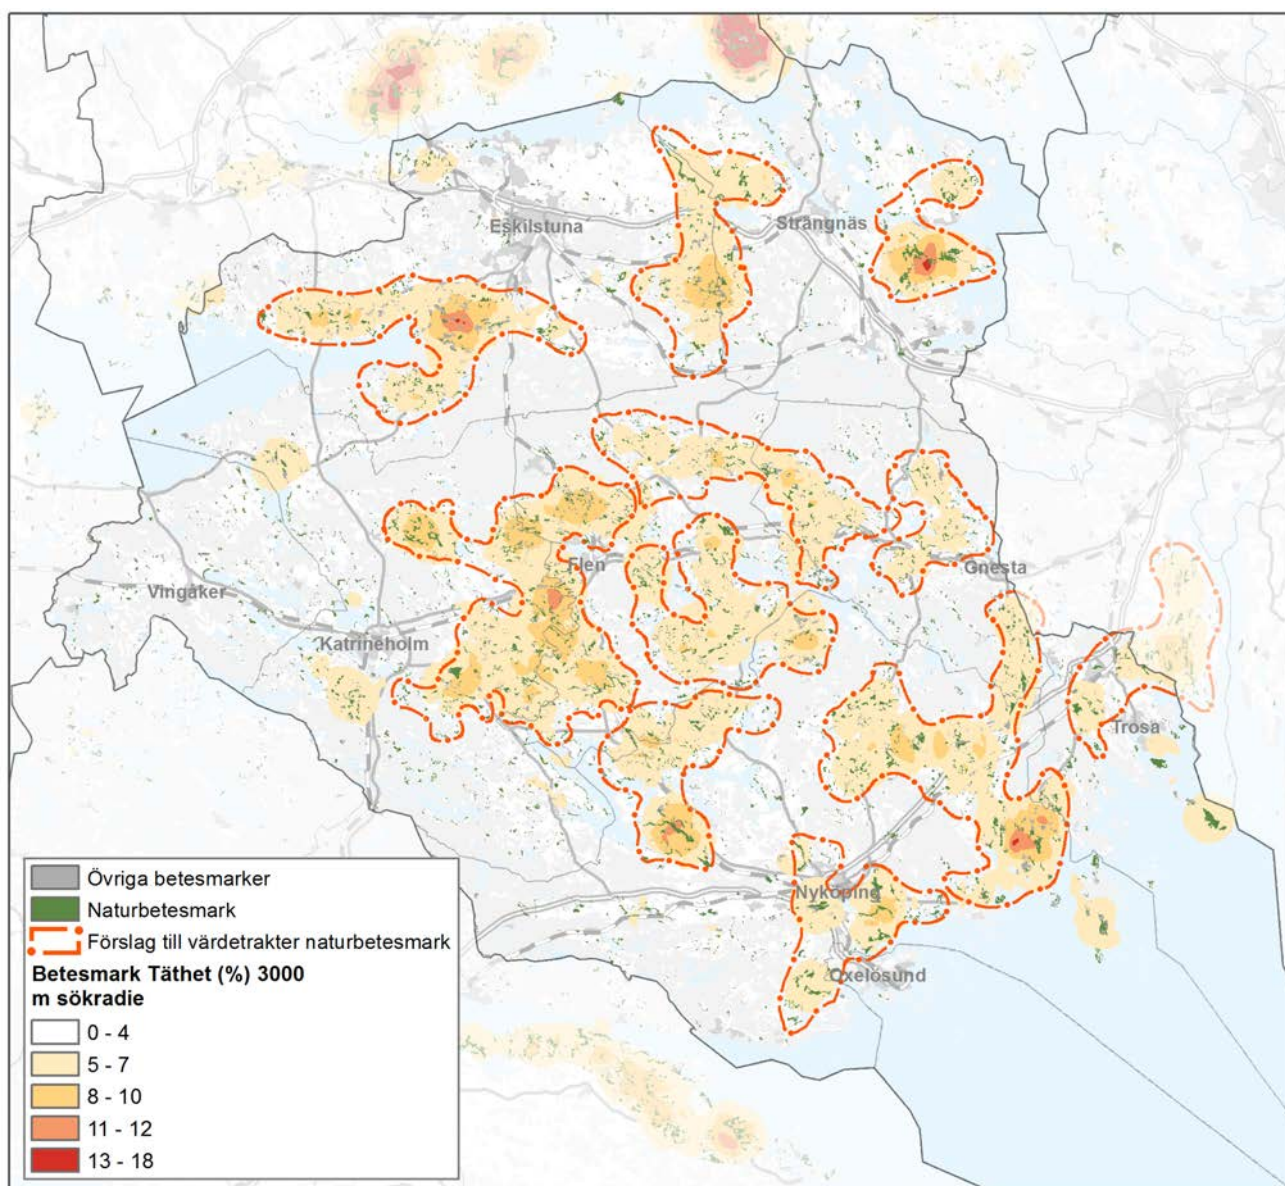 Eskilstuna
Strängnäs
Flen
Gnesta
Vingåker
Katrineholm
Trosa
Nyköping
Oxelösund
Övriga betesmarker
Naturbetesmark
Förslag till värdetrakter naturbetesmark
Betesmark Täthet (%) 3000
m sökradie
0 - 4
5 - 7
8 - 10
11 - 12
13 - 18